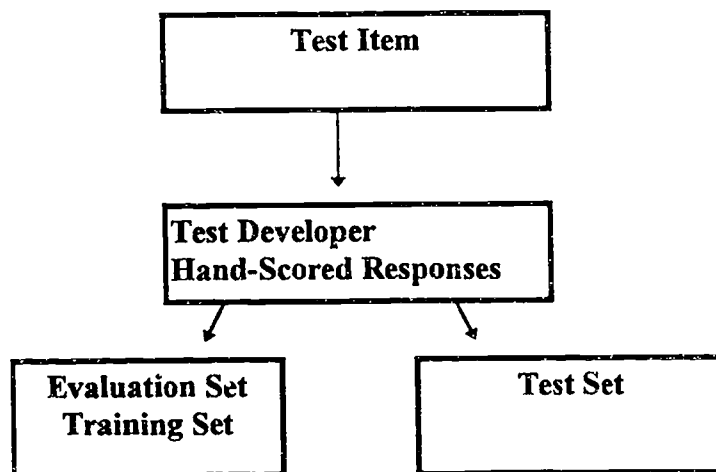 Test Item
Test Developer
Hand-Scored Responses
Evaluation Set
Training Set
Test Set